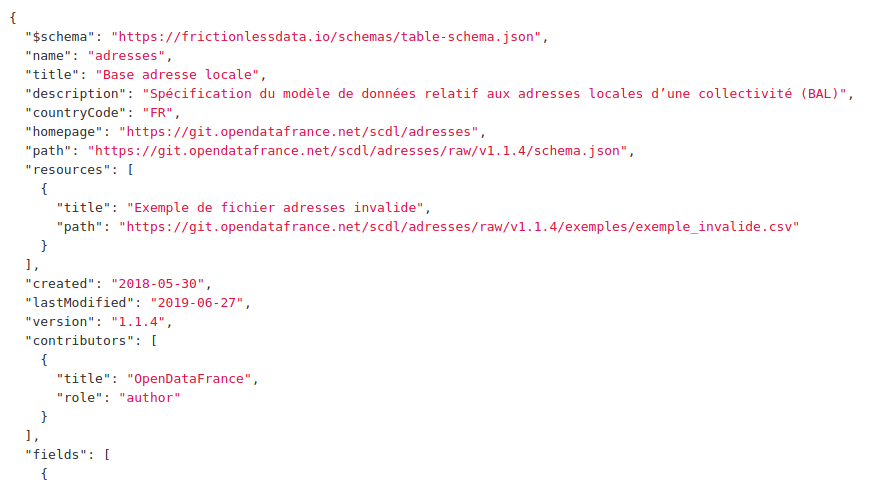 {
  "$schema": "https://frictionlessdata.io/schemas/table-schema.json",
  "name": "adresses",
  "title": "Base adresse locale",
  "description": "Spécification du modèle de données relatif aux adresses locales d’une collectivité (BAL)",
  "countryCode": "FR",
  "homepage": "https://git.opendatafrance.net/scdl/adresses",
  "path": "https://git.opendatafrance.net/scdl/adresses/raw/v1.1.4/schema.json",
  "resources": [
    {
      "title": "Exemple de fichier adresses invalide",
      "path": "https://git.opendatafrance.net/scdl/adresses/raw/v1.1.4/exemples/exemple_invalide.csv"
    }
  ],
  "created": "2018-05-30",
  "lastModified": "2019-06-27",
  "version": "1.1.4",
  "contributors": [
    {
      "title": "OpenDataFrance",
      "role": "author"
    }
  ],
  "fields": [
    {